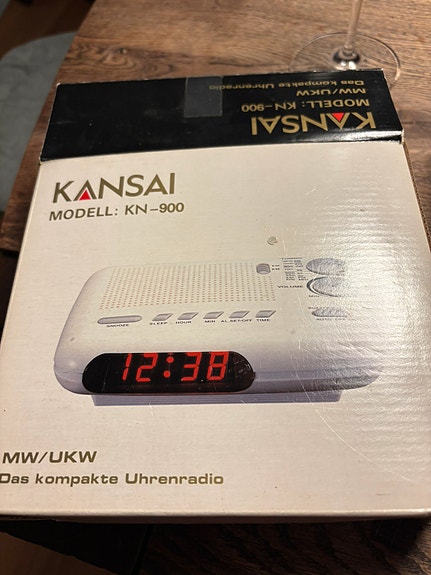 KANSAI
MODELL: KN-900
MW/UKW
Das kompakte Uhrenradio
KANSAI
MODELL: KN-900
VOLUME
SNOOZE
SLEEP
HOUR
MIN
AL.SET/OFF
TIME
12:38
MW/UKW
Das kompakte Uhrenradio